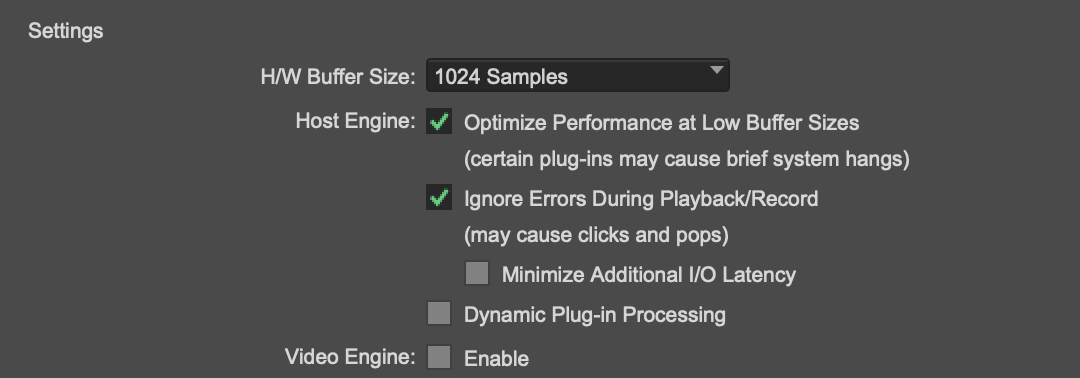 Settings
H/W Buffer Size: 1024 Samples
Host Engine: Optimize Performance at Low Buffer Sizes
(certain plug-ins may cause brief system hangs)
Ignore Errors During Playback/Record
(may cause clicks and pops)
Minimize Additional I/O Latency
Dynamic Plug-in Processing
Video Engine: Enable